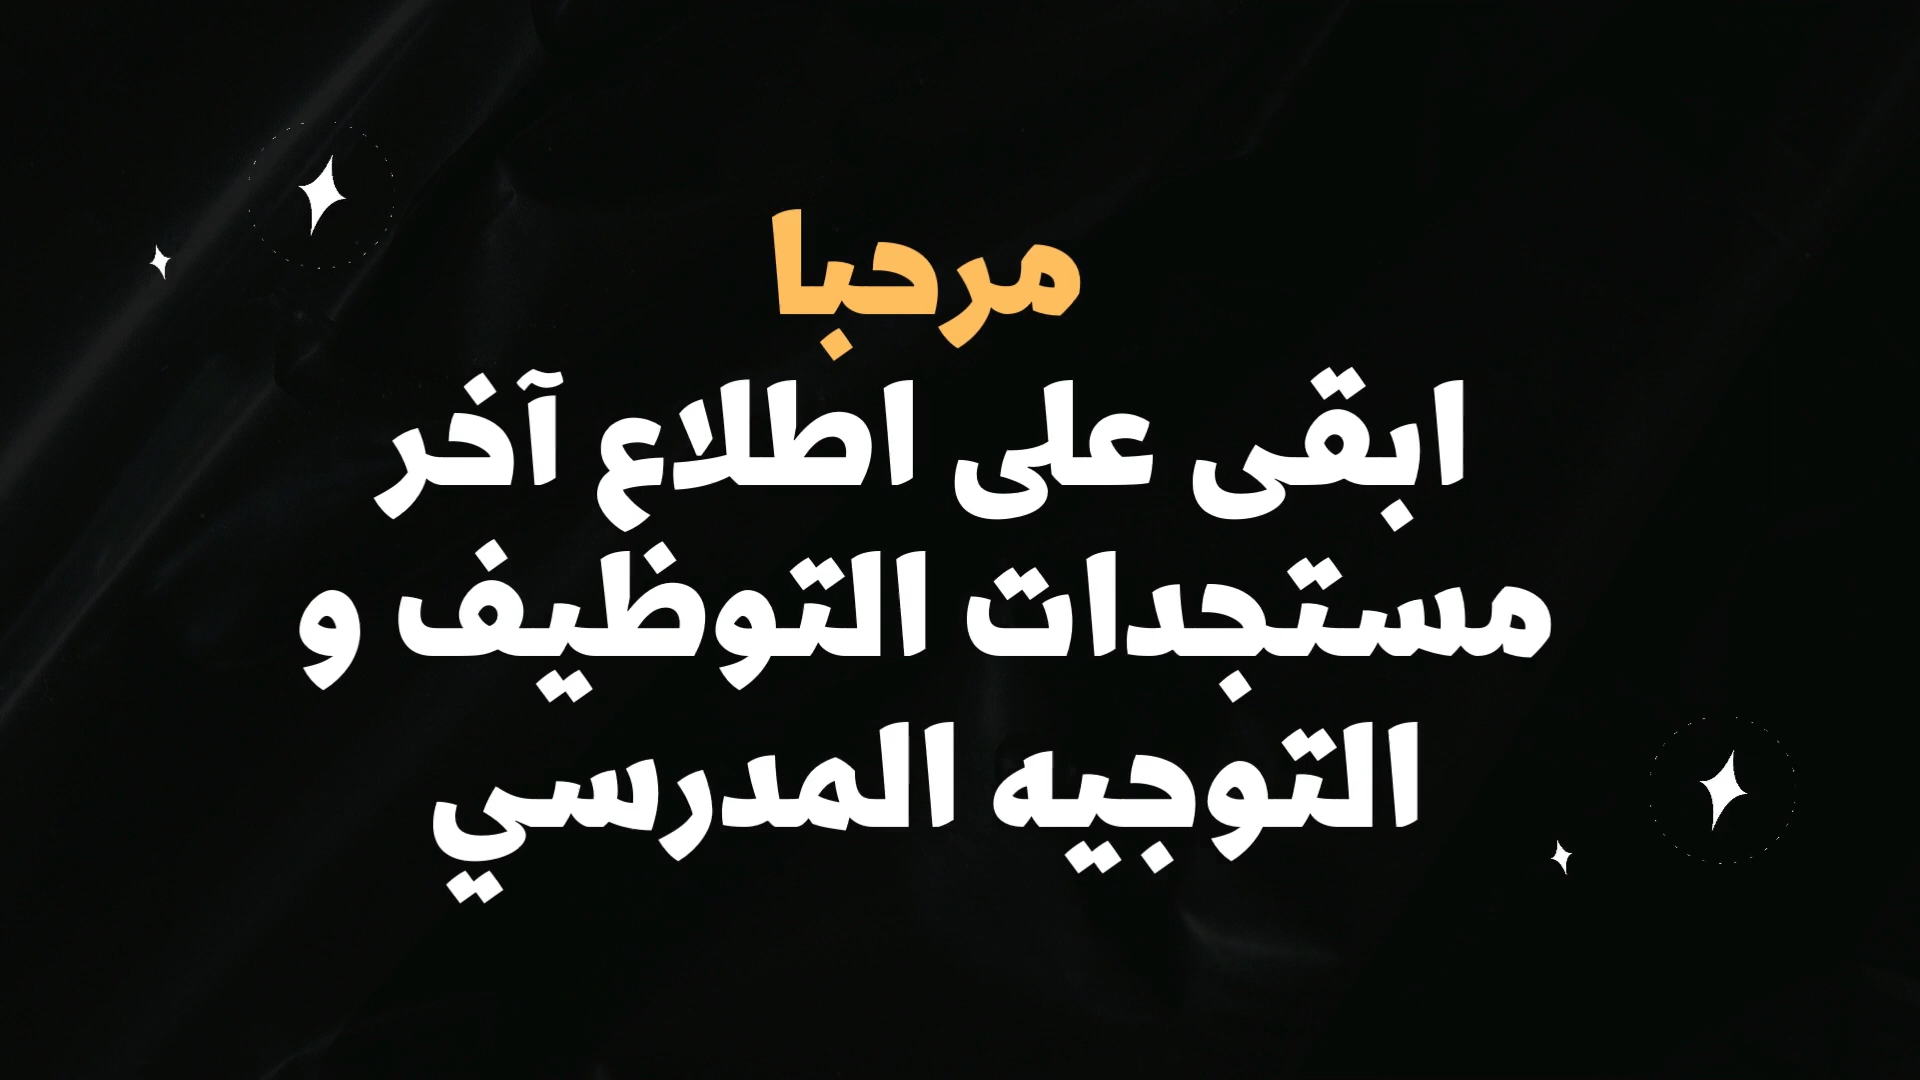 مرحبا
ابقى على اطلاع آخر
مستجدات التوظيف و
التوجيه المدرسي